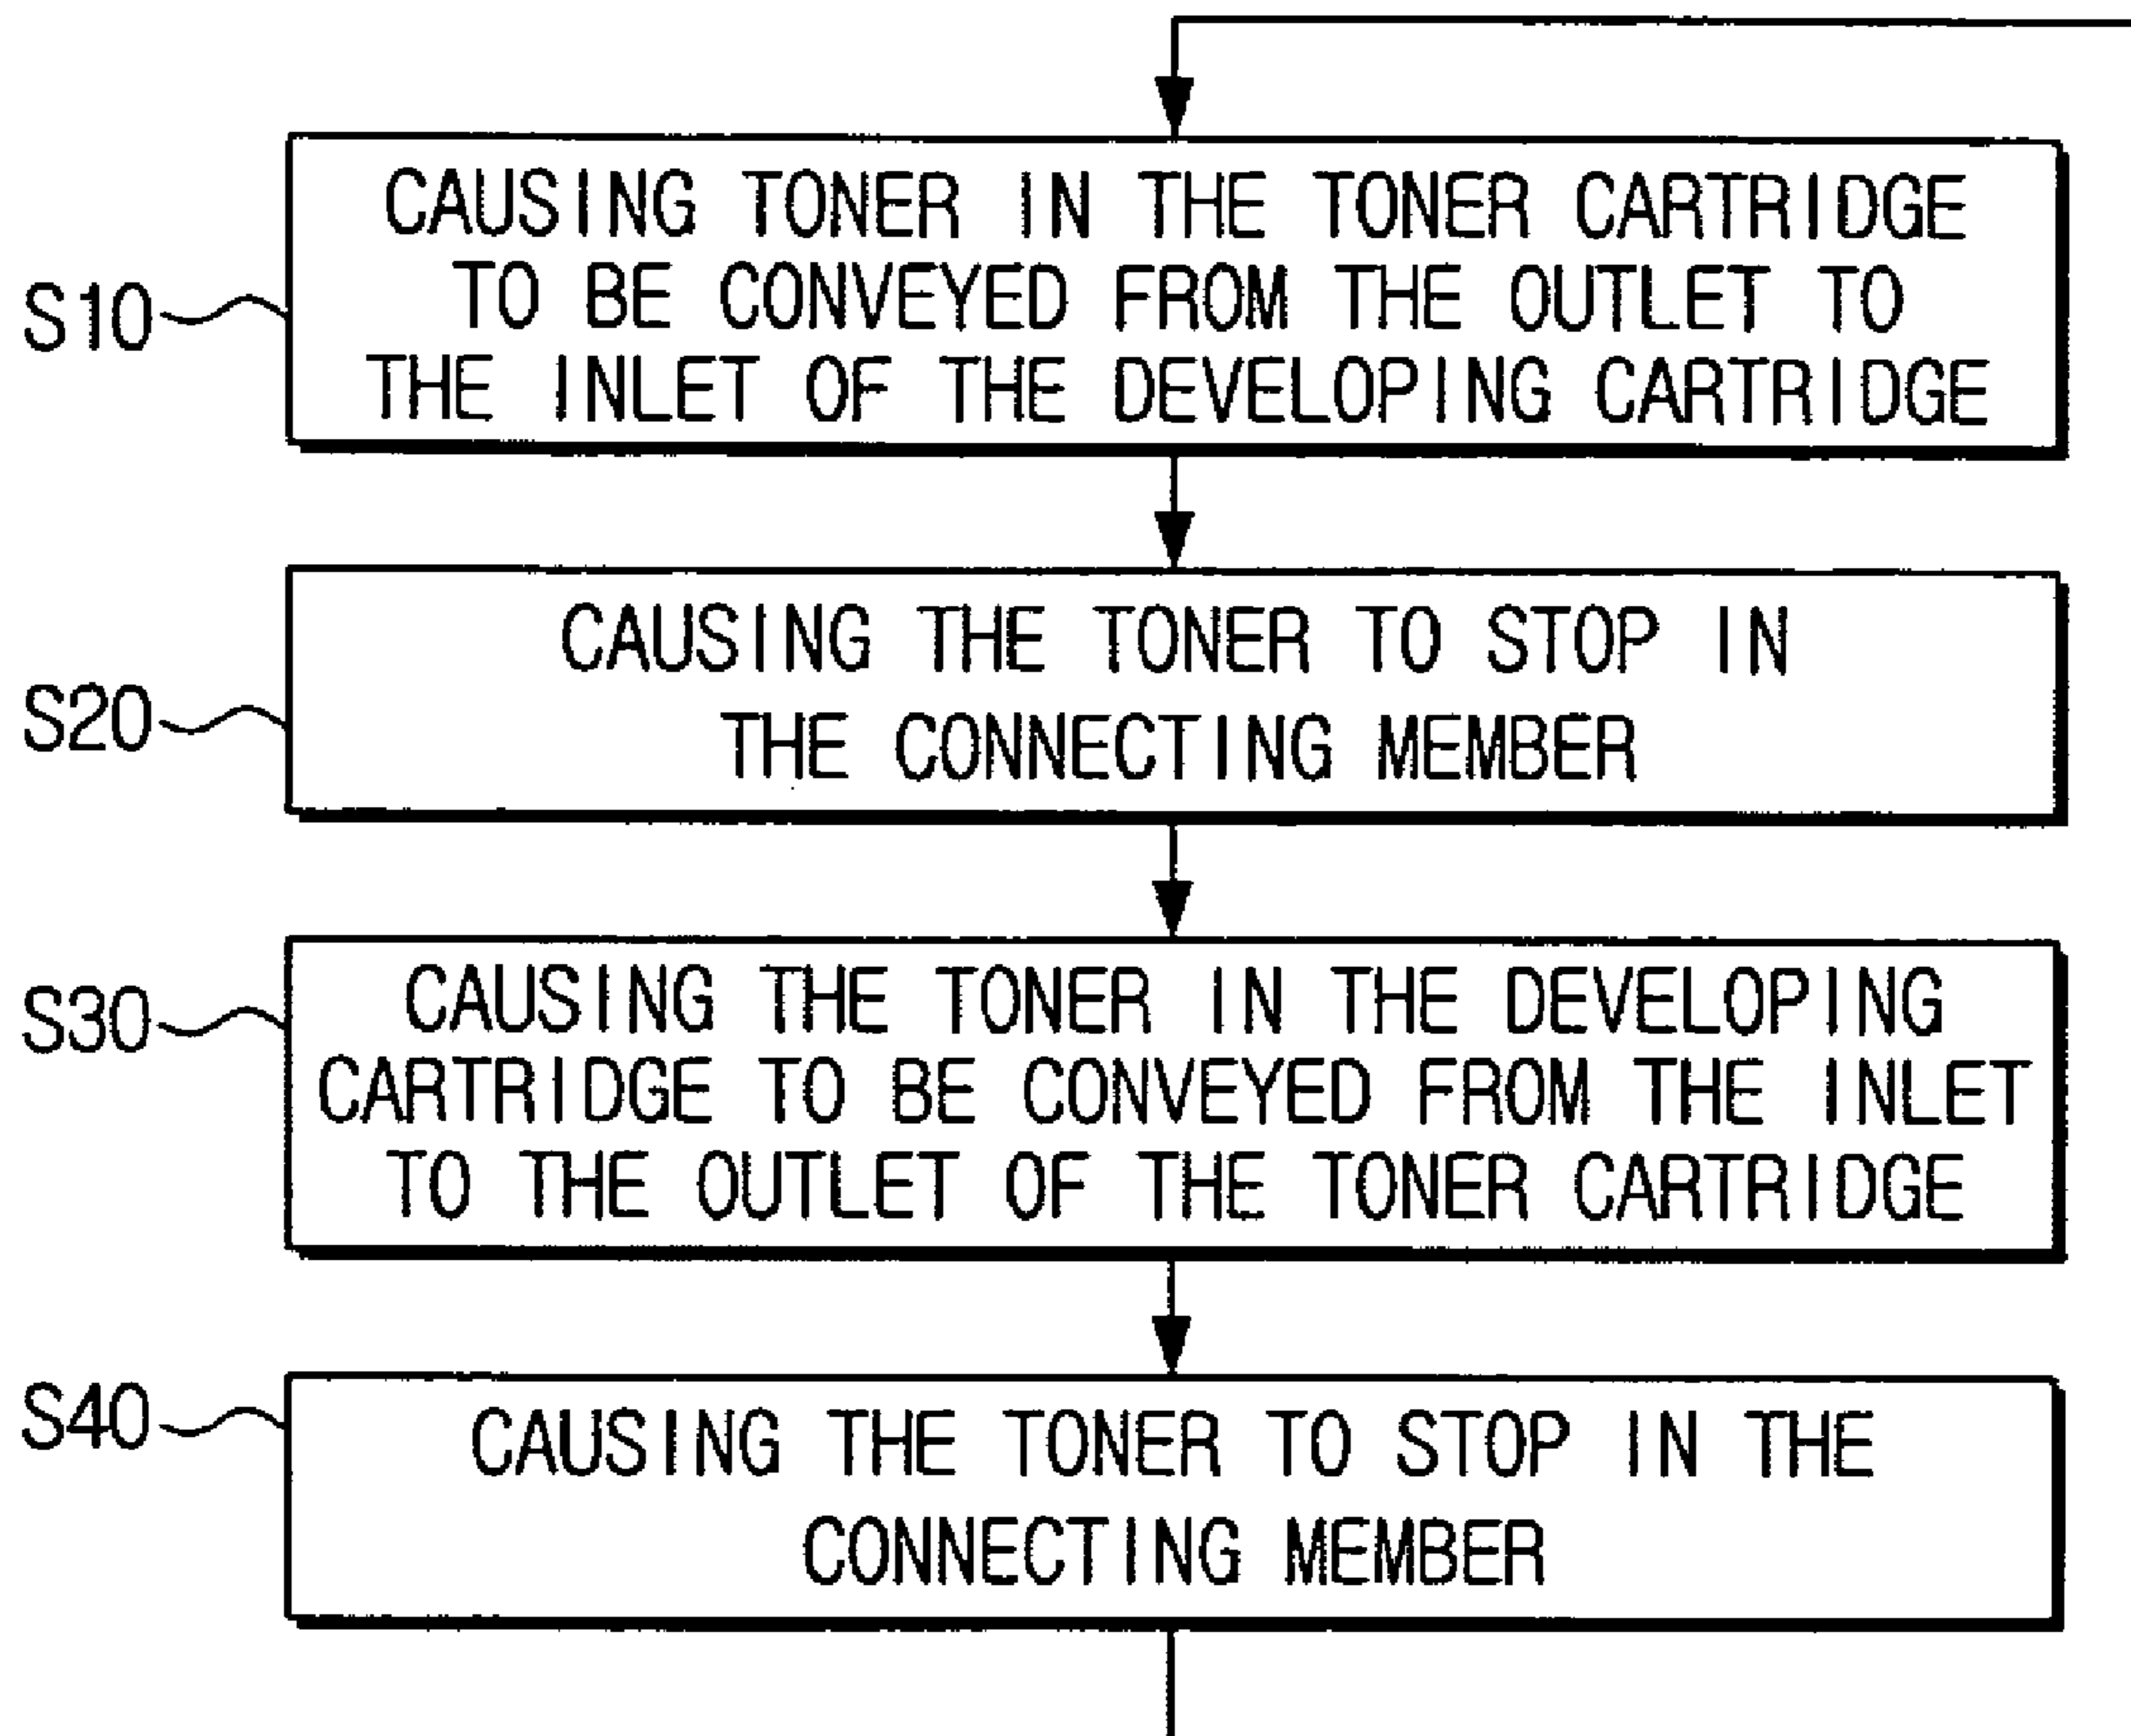 CAUSING TONER IN THE TONER CARTRIDGE
TO BE CONVEYED FROM THE OUTLET TO
S10
THE INLET OF THE DEVELOPING CARTRIDGE
CAUSING THE TONER TO STOP IN
S20
THE CONNECTING MEMBER
CAUSING THE TONER IN THE DEVELOPING
S30
CARTRIDGE TO BE CONVEYED FROM THE INLET
TO THE OUTLET OF THE TONER CARTRIDGE
S40
CAUSING THE TONER TO STOP IN THE
CONNECTING MEMBER